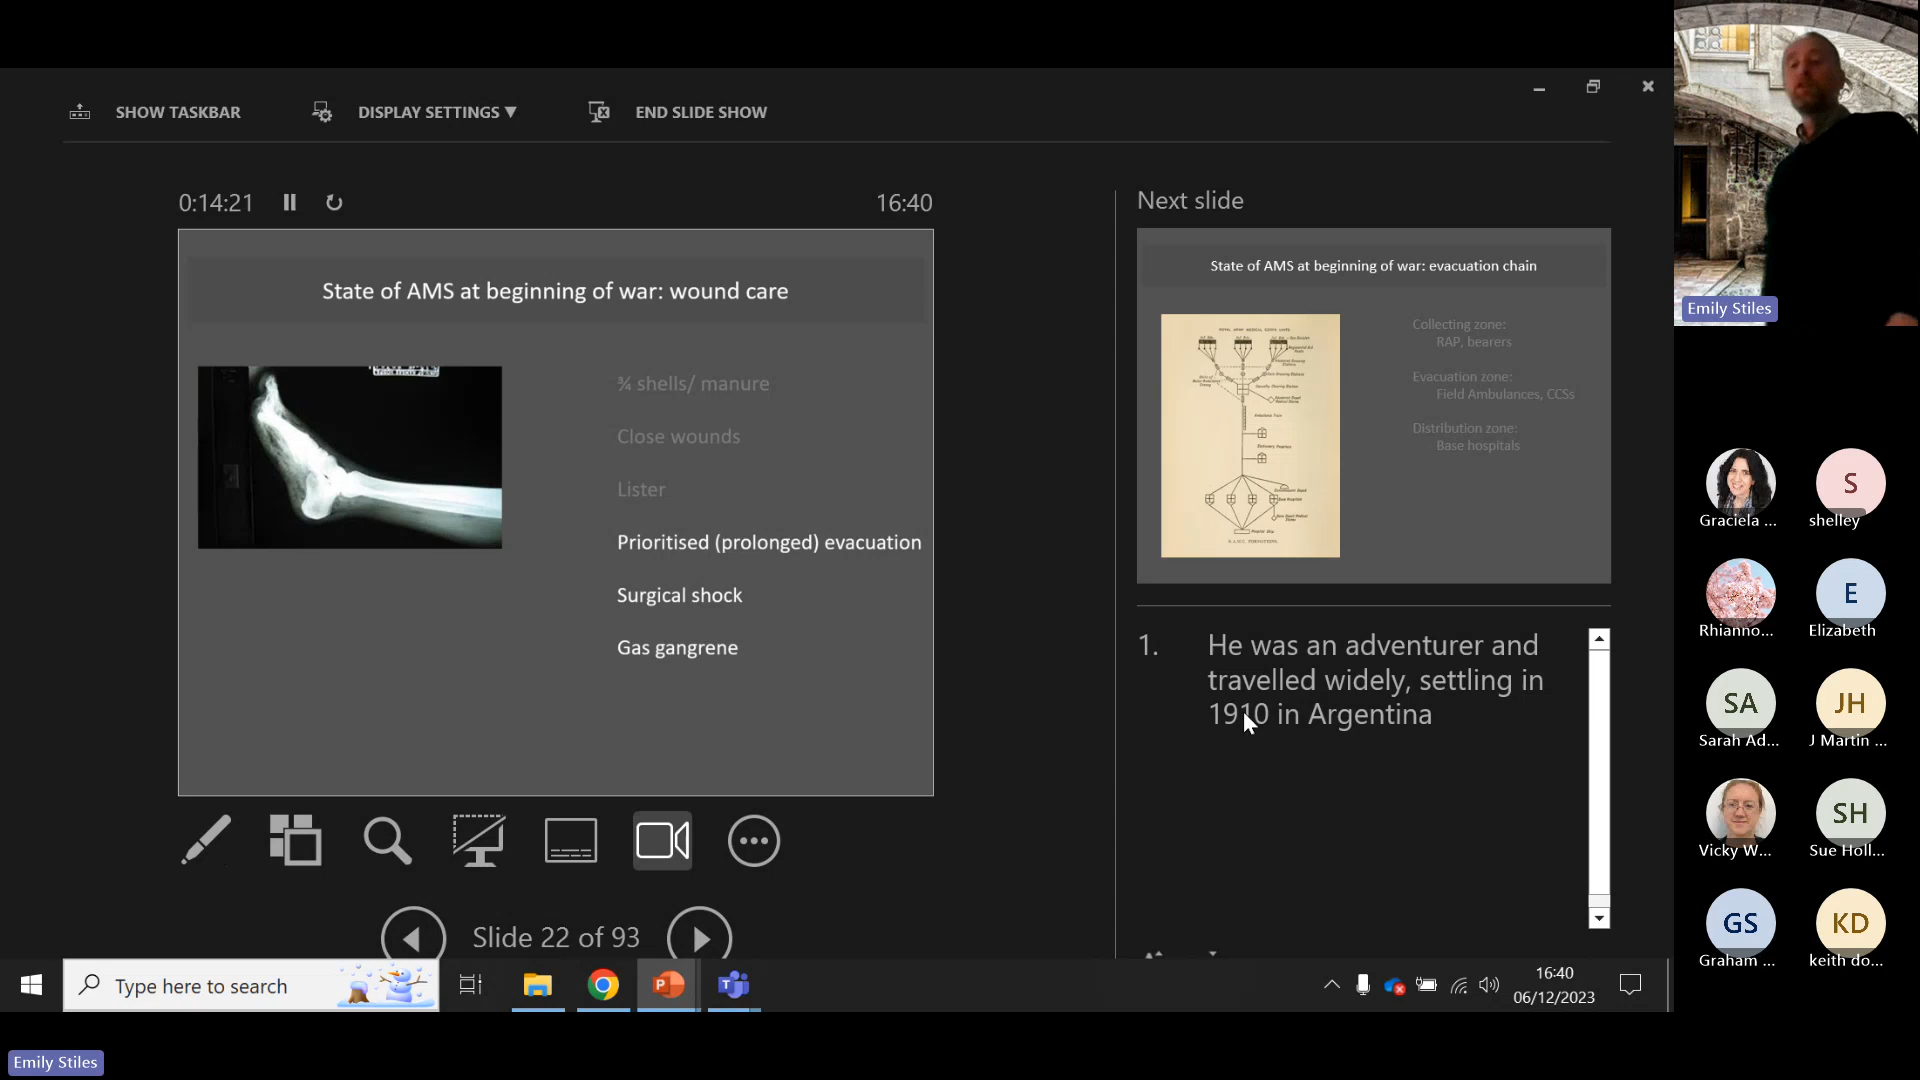 SHOW TASKBAR
DISPLAY SETTINGS ▼
END SLIDE SHOW
0:14:21
16:40
State of AMS at beginning of war: wound care
¾ shells/ manure
Close wounds
Lister
Prioritised (prolonged) evacuation
Surgical shock
Gas gangrene
Slide 22 of 93
Next slide
State of AMS at beginning of war: evacuation chain
Collecting zone:
RAP, bearers
Evacuation zone:
Field Ambulances, CCSs
Distribution zone:
Base hospitals
1. He was an adventurer and
travelled widely, settling in
1910 in Argentina
Emily Stiles
Graciela ...
S
shelley
Rhianno...
E
Elizabeth
SA
Sarah Ad...
JH
J Martin ...
Vicky W...
SH
Sue Holl...
GS
Graham ...
KD
keith do...
Type here to search
16:40
06/12/2023
Emily Stiles